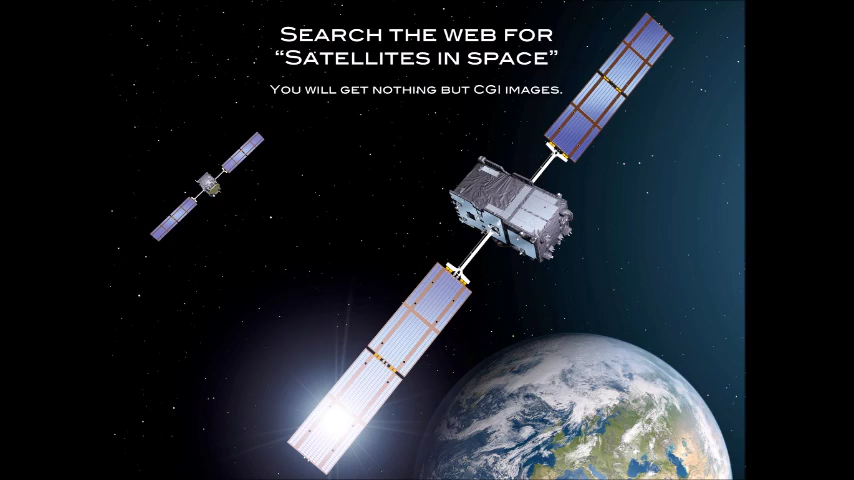 Search the web for
“Satellites in space”
You will get nothing but CGI images.